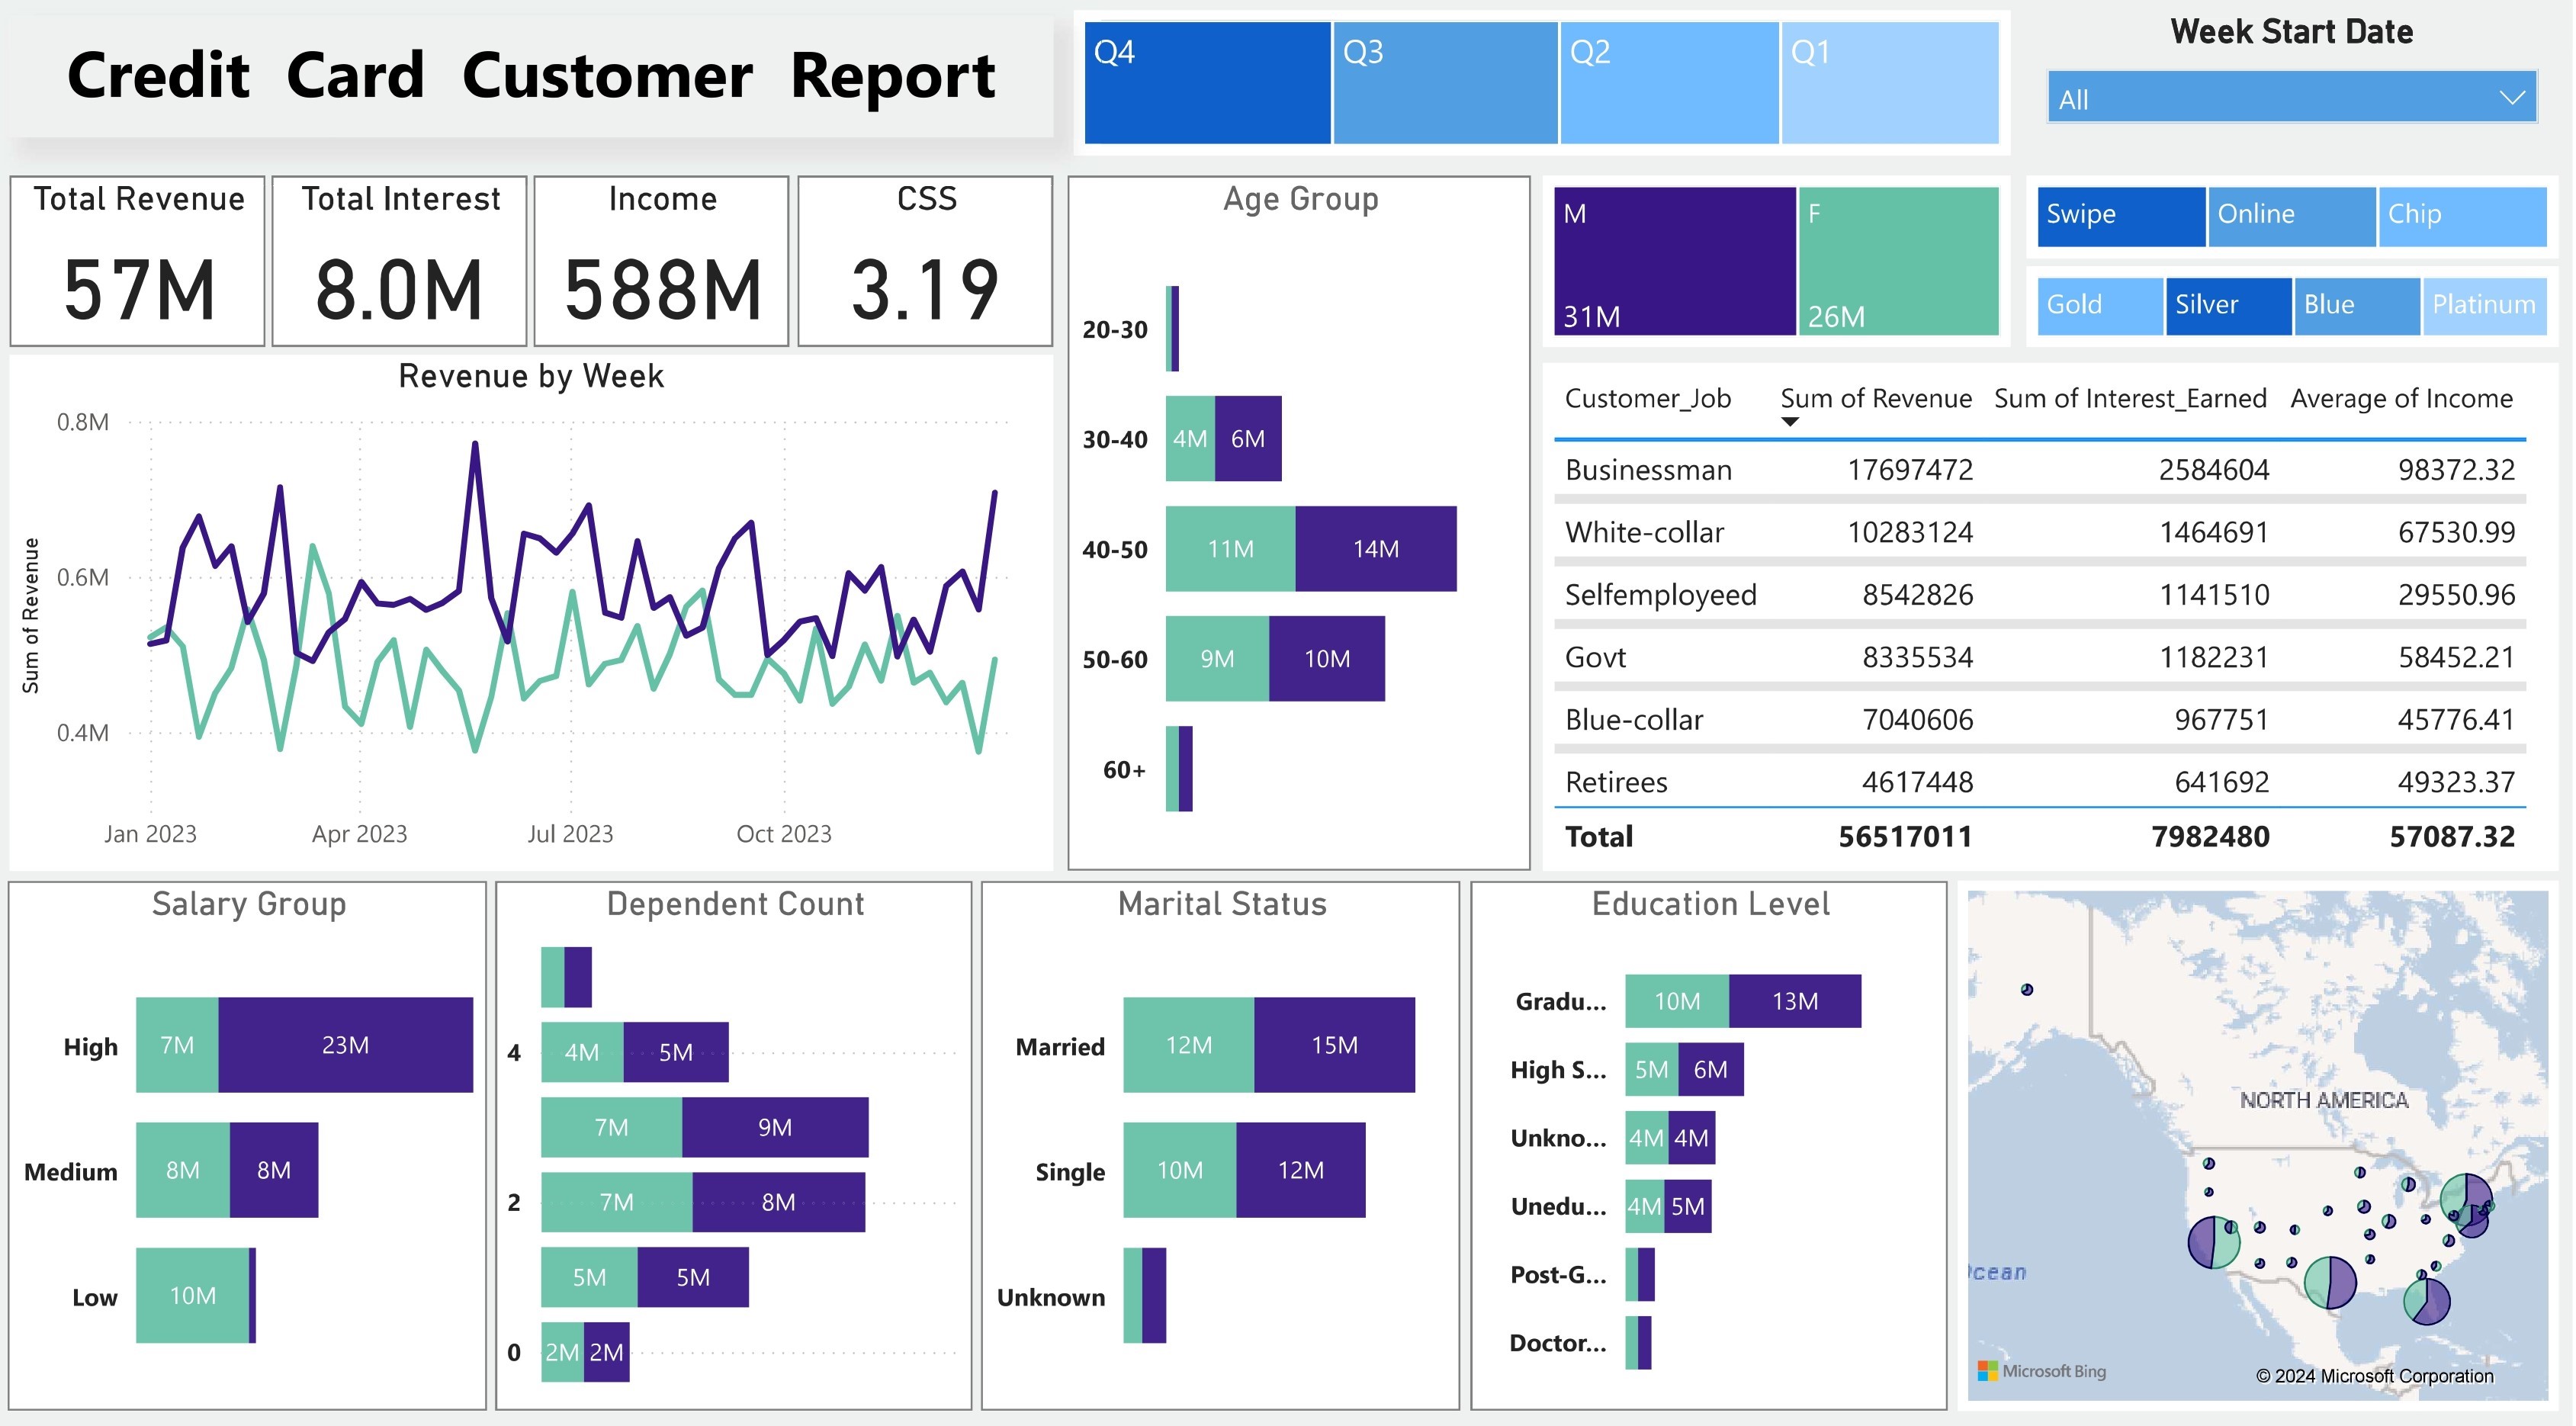 Credit Card Customer Report
Q4
Q3
Q2
Q1
Week Start Date
All
Total Revenue
57M
Total Interest
8.0M
Income
588M
CSS
3.19
Age Group
20-30
30-40
4M
6M
40-50
11M
14M
50-60
9M
10M
60+
M
31M
F
26M
Swipe
Online
Chip
Gold
Silver
Blue
Platinum
Revenue by Week
Sum of Revenue
0.8M
0.6M
0.4M
Jan 2023
Apr 2023
Jul 2023
Oct 2023
Customer_Job Sum of Revenue Sum of Interest_Earned Average of Income
Businessman 17697472 2584604 98372.32
White-collar 10283124 1464691 67530.99
Selfemployeed 8542826 1141510 29550.96
Govt 8335534 1182231 58452.21
Blue-collar 7040606 967751 45776.41
Retirees 4617448 641692 49323.37
Total 56517011 7982480 57087.32
Salary Group
High 7M 23M
Medium 8M 8M
Low 10M
Dependent Count
4 4M 5M
7M 9M
2 7M 8M
5M 5M
0 2M 2M
Marital Status
Married 12M 15M
Single 10M 12M
Unknown
Education Level
Gradu... 10M 13M
High S... 5M 6M
Unkno... 4M 4M
Unedu... 4M 5M
Post-G...
Doctor...
NORTH AMERICA
cean
Microsoft Bing
© 2024 Microsoft Corporation